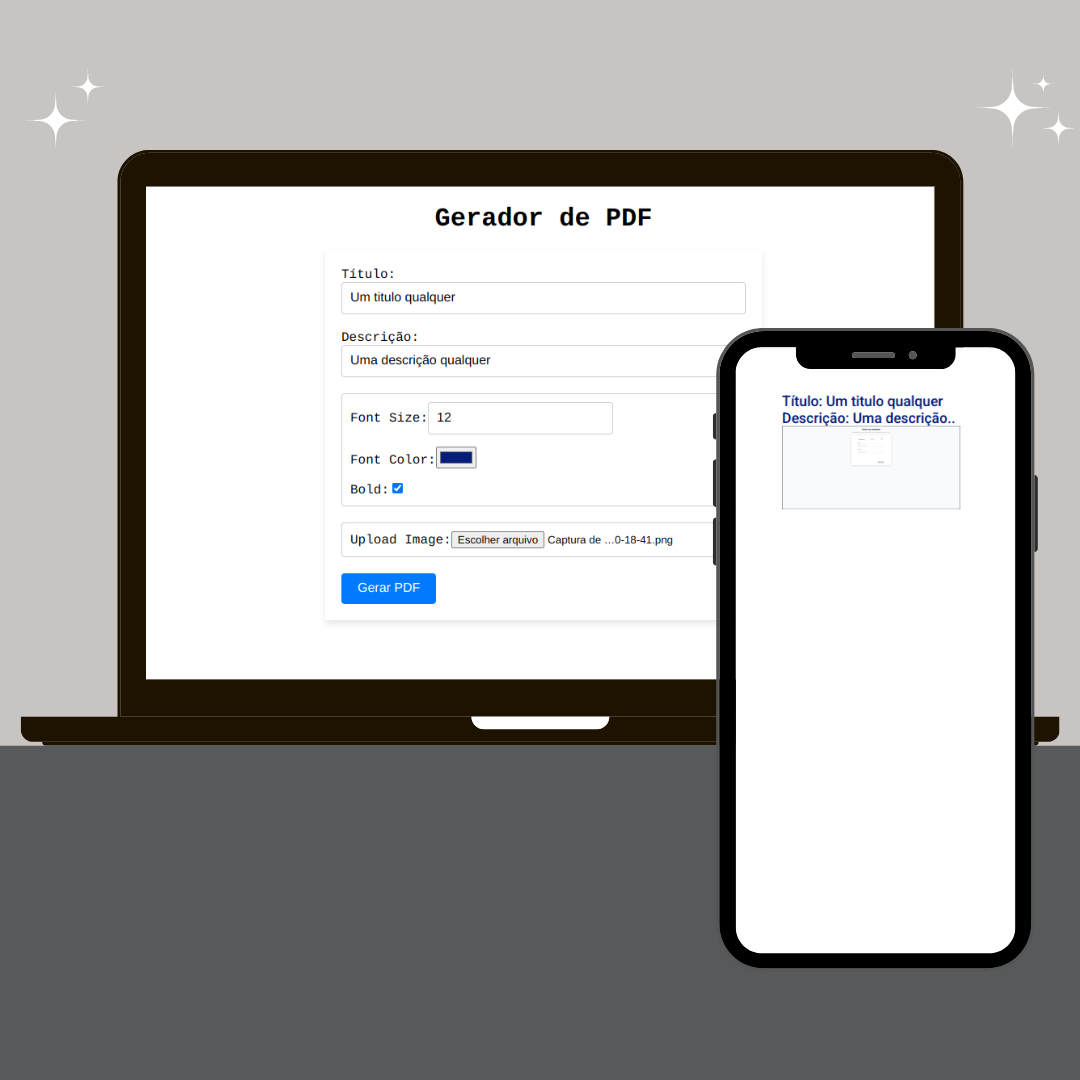 Gerador de PDF
Título:
Um titulo qualquer
Descrição:
Uma descrição qualquer
Font Size: 12
Font Color:
Bold:
Upload Image: Escolher arquivo Captura de ...0-18-41.png
Gerar PDF
Título: Um titulo qualquer
Descrição: Uma descrição..